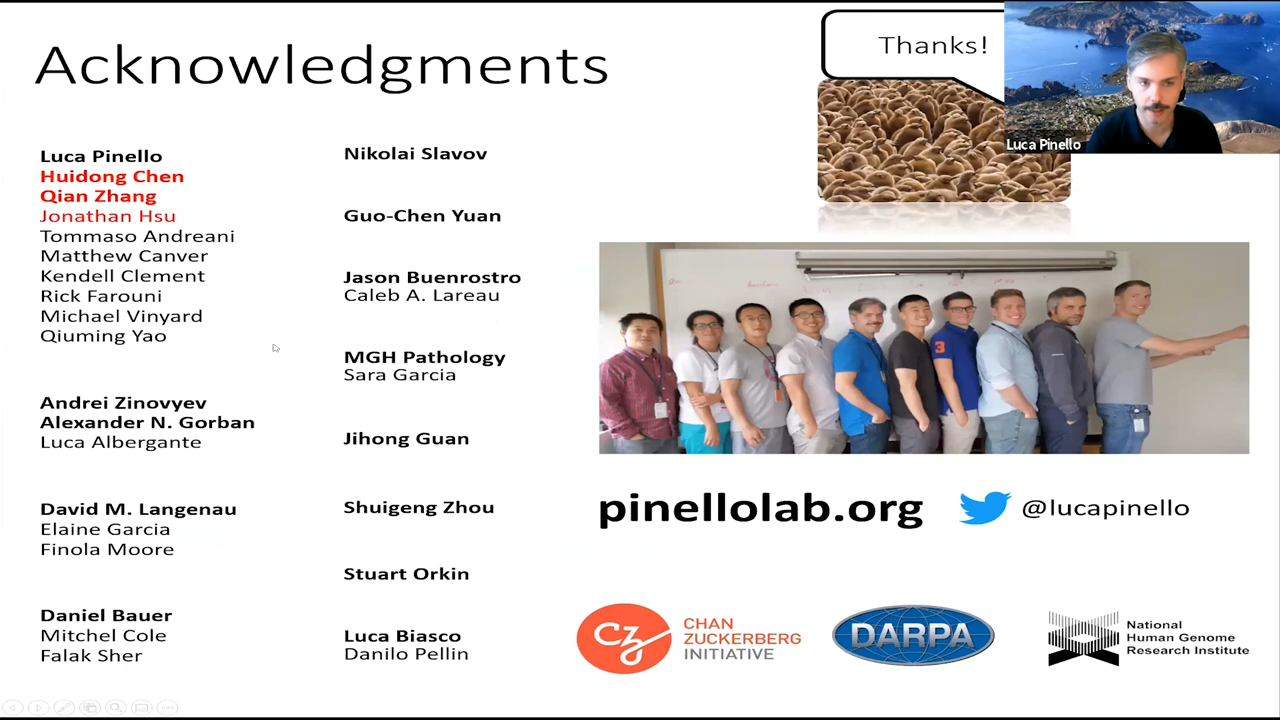 Acknowledgments
Thanks!
Luca Pinello
Luca Pinello
Huidong Chen
Qian Zhang
Jonathan Hsu
Tommaso Andreani
Matthew Canver
Kendell Clement
Rick Farouni
Michael Vinyard
Qiuming Yao
Andrei Zinovyev
Alexander N. Gorban
Luca Albergante
David M. Langenau
Elaine Garcia
Finola Moore
Daniel Bauer
Mitchel Cole
Falak Sher
Nikolai Slavov
Guo-Chen Yuan
Jason Buenrostro
Caleb A. Lareau
MGH Pathology
Sara Garcia
Jihong Guan
Shuigeng Zhou
Stuart Orkin
Luca Biasco
Danilo Pellin
3
pinellolab.org
@lucapinello
CZ
CHAN
ZUCKERBERG
INITIATIVE
DARPA
National
Human Genome
Research Institute